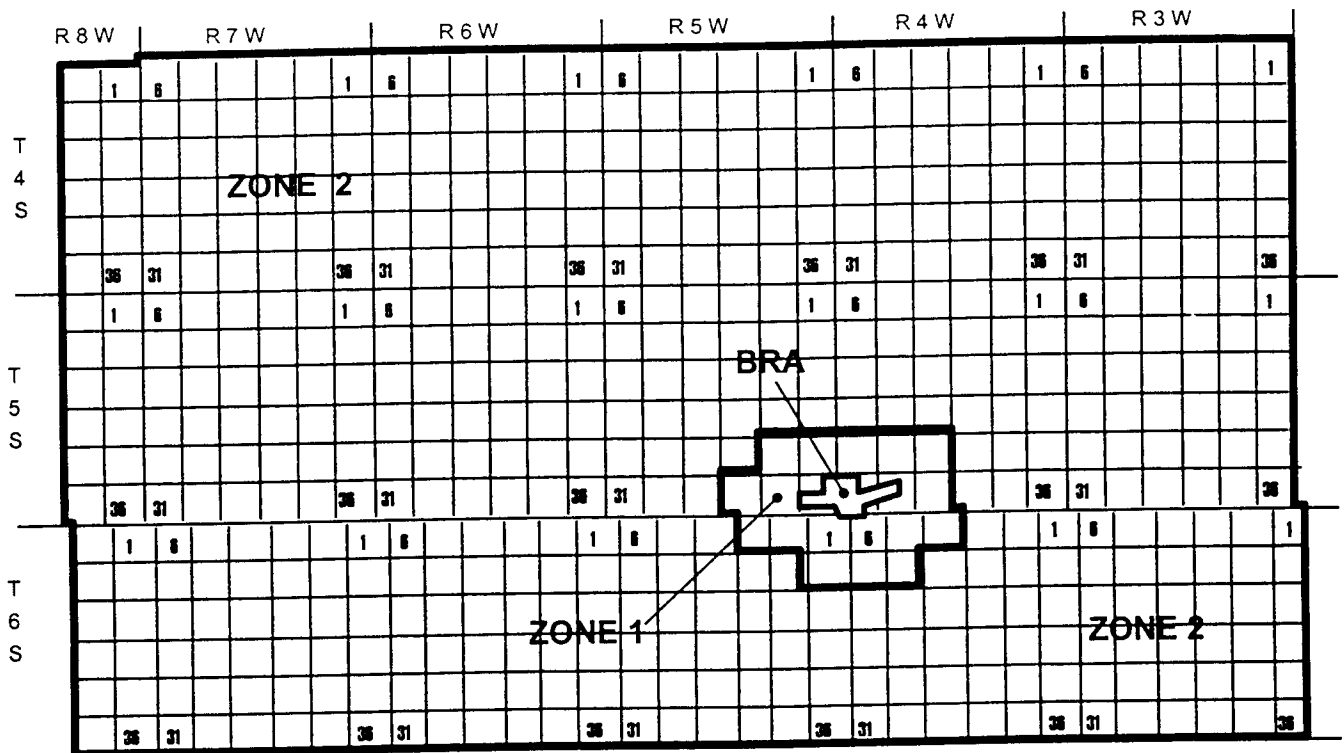 R 8 W R 7 W R 6 W R 5 W R 4 W R 3 W
1 6 1 6 1 6 1 6 1 6 1
T
4
S
ZONE 2
36 31 36 31 36 31 36 31 36 31 36
1 6 1 6 1 6 1 6 1 6 1
BRA
T
5
S
36 31 36 31 36 31 36 31 36
1 6 1 6 1 6 1 6 1 6 1
T
6
S
ZONE 1
ZONE 2
36 31 36 31 36 31 36 31 36 31 36